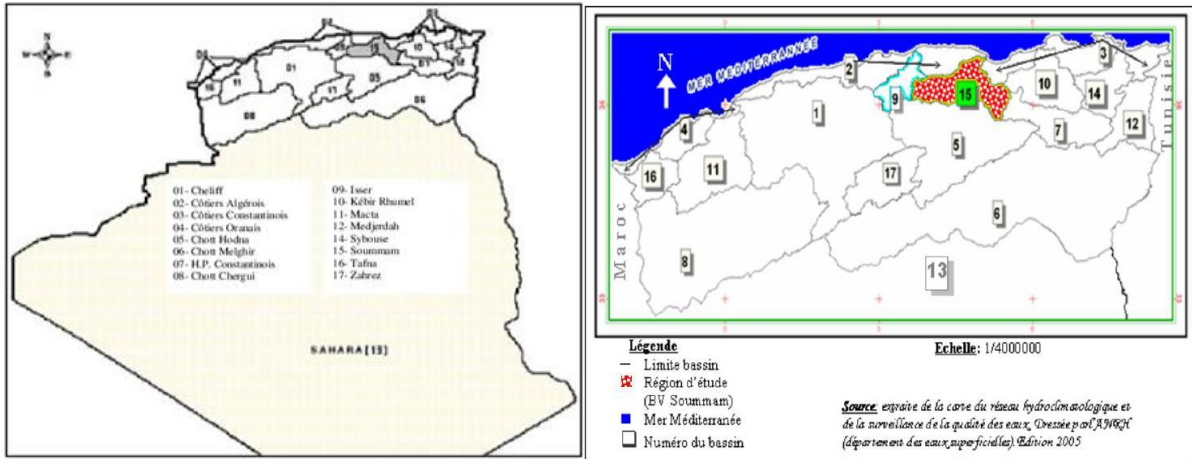 01- Cheliff
02- Côtiers Algérois
03- Côtiers Constantinois
04- Côtiers Oranais
05- Chott Hodna
06- Chott Melghir
07- H.P. Constantinois
08- Chott Chergui
09- Isser
10- Kébir Rhumel
11- Macta
12- Medjerdah
14- Sybouse
15- Soummam
16- Tafna
17- Zahrez
SAHARA[13]
MER MÉDITERRANNÉE
N
Maroc
Tunisie
1
2
3
4
5
6
7
8
9
10
11
12
13
14
15
16
17
Légende
Limite bassin
Région d'étude
(BV Soummam)
Mer Méditerranée
Numéro du bassin
Echelle: 1/4000000
Source: extraite de la carte du réseau hydroclimatologique et
de la surveillance de la qualité des eaux. Dressée par l'ANRH
(département des eaux superficielles). Edition 2005